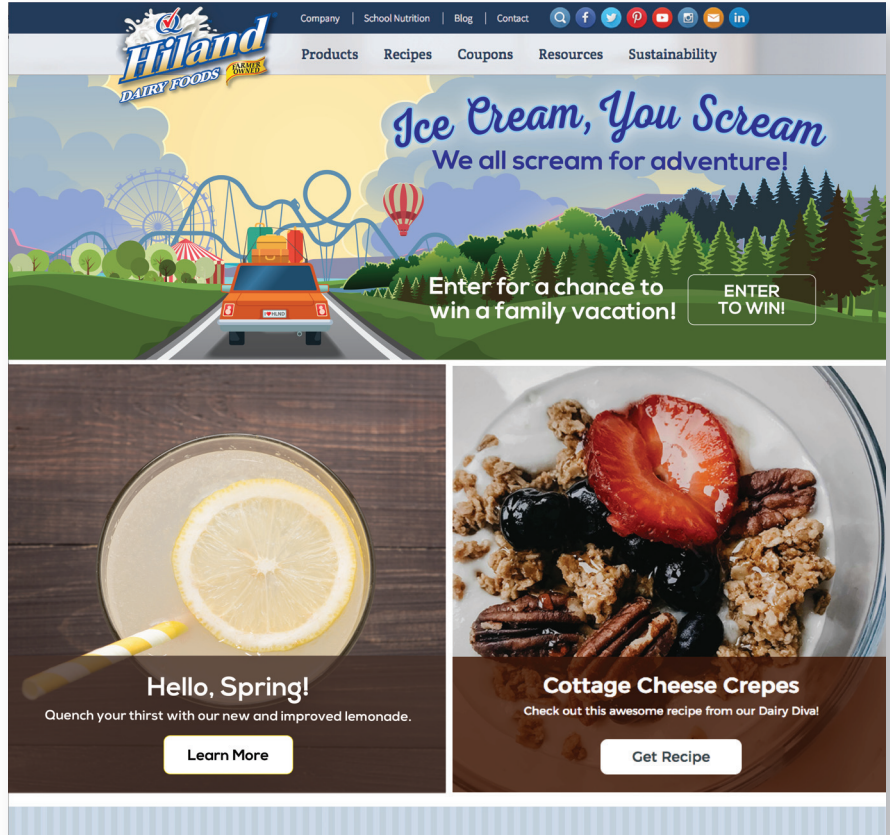 Company | School Nutrition | Blog | Contact
Hiland
DAIRY FOODS
FARMER OWNED
Products Recipes Coupons Resources Sustainability
Ice Cream, You Scream
We all scream for adventure!
Enter for a chance to
win a family vacation!
ENTER
TO WIN!
I ♥ HLND
Hello, Spring!
Quench your thirst with our new and improved lemonade.
Learn More
Cottage Cheese Crepes
Check out this awesome recipe from our Dairy Diva!
Get Recipe